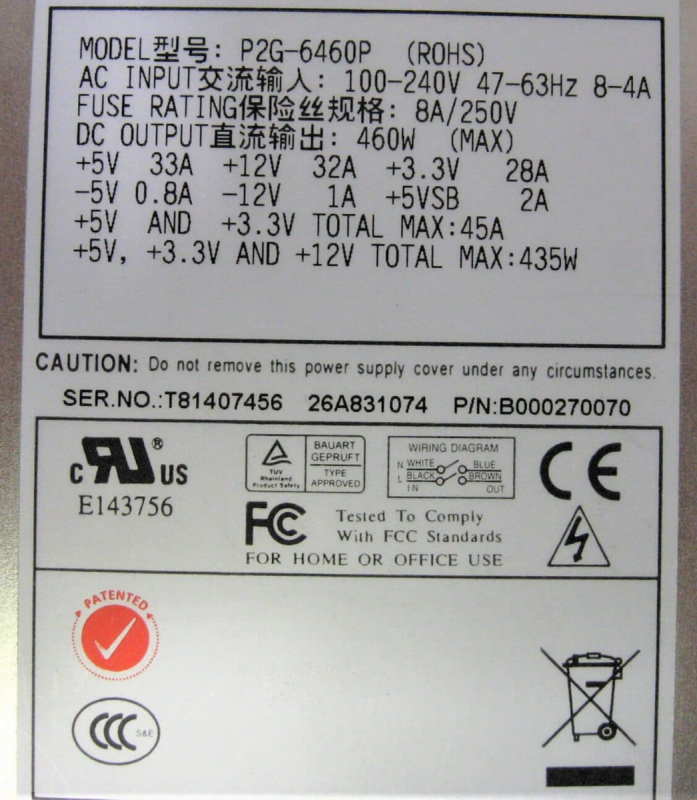 MODEL型号: P2G-6460P (ROHS)
AC INPUT交流输入: 100-240V 47-63Hz 8-4A
FUSE RATING保险丝规格: 8A/250V
DC OUTPUT直流输出: 460W (MAX)
+5V 33A +12V 32A +3.3V 28A
-5V 0.8A -12V 1A +5VSB 2A
+5V AND +3.3V TOTAL MAX:45A
+5V, +3.3V AND +12V TOTAL MAX:435W
CAUTION: Do not remove this power supply cover under any circumstances.
SER.NO.:T81407456 26A831074 P/N:B000270070
c RU US ®
E143756
TUV
Rheinland
Product Safety
BAUART
GEPRUFT
TYPE
APPROVED
WIRING DIAGRAM
N WHITE BLUE
L BLACK BROWN
IN OUT
CE
FC Tested To Comply
With FCC Standards
FOR HOME OR OFFICE USE
PATENTED
CCC S&E